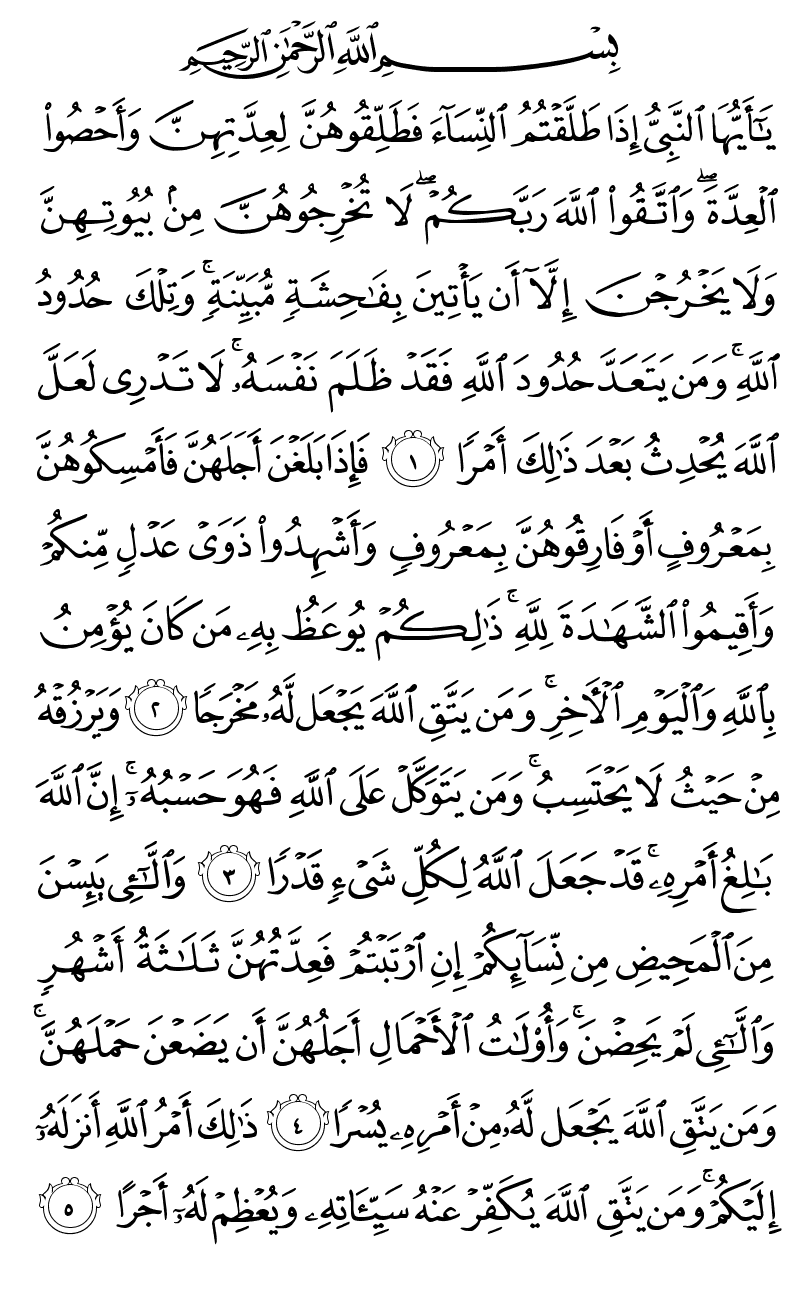 بِسْمِ ٱللَّهِ ٱلرَّحْمَٰنِ ٱلرَّحِيمِ
يَٰٓأَيُّهَا ٱلنَّبِىُّ إِذَا طَلَّقْتُمُ ٱلنِّسَآءَ فَطَلِّقُوهُنَّ لِعِدَّتِهِنَّ وَأَحْصُوا۟
ٱلْعِدَّةَ ۖ وَٱتَّقُوا۟ ٱللَّهَ رَبَّكُمْ ۖ لَا تُخْرِجُوهُنَّ مِنۢ بُيُوتِهِنَّ
وَلَا يَخْرُجْنَ إِلَّآ أَن يَأْتِينَ بِفَٰحِشَةٍ مُّبَيِّنَةٍ ۚ وَتِلْكَ حُدُودُ
ٱللَّهِ ۚ وَمَن يَتَعَدَّ حُدُودَ ٱللَّهِ فَقَدْ ظَلَمَ نَفْسَهُۥ ۚ لَا تَدْرِى لَعَلَّ
ٱللَّهَ يُحْدِثُ بَعْدَ ذَٰلِكَ أَمْرًا ١ فَإِذَا بَلَغْنَ أَجَلَهُنَّ فَأَمْسِكُوهُنَّ
بِمَعْرُوفٍ أَوْ فَارِقُوهُنَّ بِمَعْرُوفٍ وَأَشْهِدُوا۟ ذَوَىْ عَدْلٍ مِّنكُمْ
وَأَقِيمُوا۟ ٱلشَّهَٰدَةَ لِلَّهِ ۚ ذَٰلِكُمْ يُوعَظُ بِهِۦ مَن كَانَ يُؤْمِنُ
بِٱللَّهِ وَٱلْيَوْمِ ٱلْـَٔاخِرِ ۚ وَمَن يَتَّقِ ٱللَّهَ يَجْعَل لَّهُۥ مَخْرَجًا ٢ وَيَرْزُقْهُ
مِنْ حَيْثُ لَا يَحْتَسِبُ ۚ وَمَن يَتَوَكَّلْ عَلَى ٱللَّهِ فَهُوَ حَسْبُهُۥٓ ۚ إِنَّ ٱللَّهَ
بَٰلِغُ أَمْرِهِۦ ۚ قَدْ جَعَلَ ٱللَّهُ لِكُلِّ شَىْءٍ قَدْرًا ٣ وَٱلَّٰٓـِٔى يَئِسْنَ
مِنَ ٱلْمَحِيضِ مِن نِّسَآئِكُمْ إِنِ ٱرْتَبْتُمْ فَعِدَّتُهُنَّ ثَلَٰثَةُ أَشْهُرٍ
وَٱلَّٰٓـِٔى لَمْ يَحِضْنَ ۚ وَأُو۟لَٰتُ ٱلْأَحْمَالِ أَجَلُهُنَّ أَن يَضَعْنَ حَمْلَهُنَّ ۚ
وَمَن يَتَّقِ ٱللَّهَ يَجْعَل لَّهُۥ مِنْ أَمْرِهِۦ يُسْرًا ٤ ذَٰلِكَ أَمْرُ ٱللَّهِ أَنزَلَهُۥٓ
إِلَيْكُمْ ۚ وَمَن يَتَّقِ ٱللَّهَ يُكَفِّرْ عَنْهُ سَيِّـَٔاتِهِۦ وَيُعْظِمْ لَهُۥٓ أَجْرًا ٥